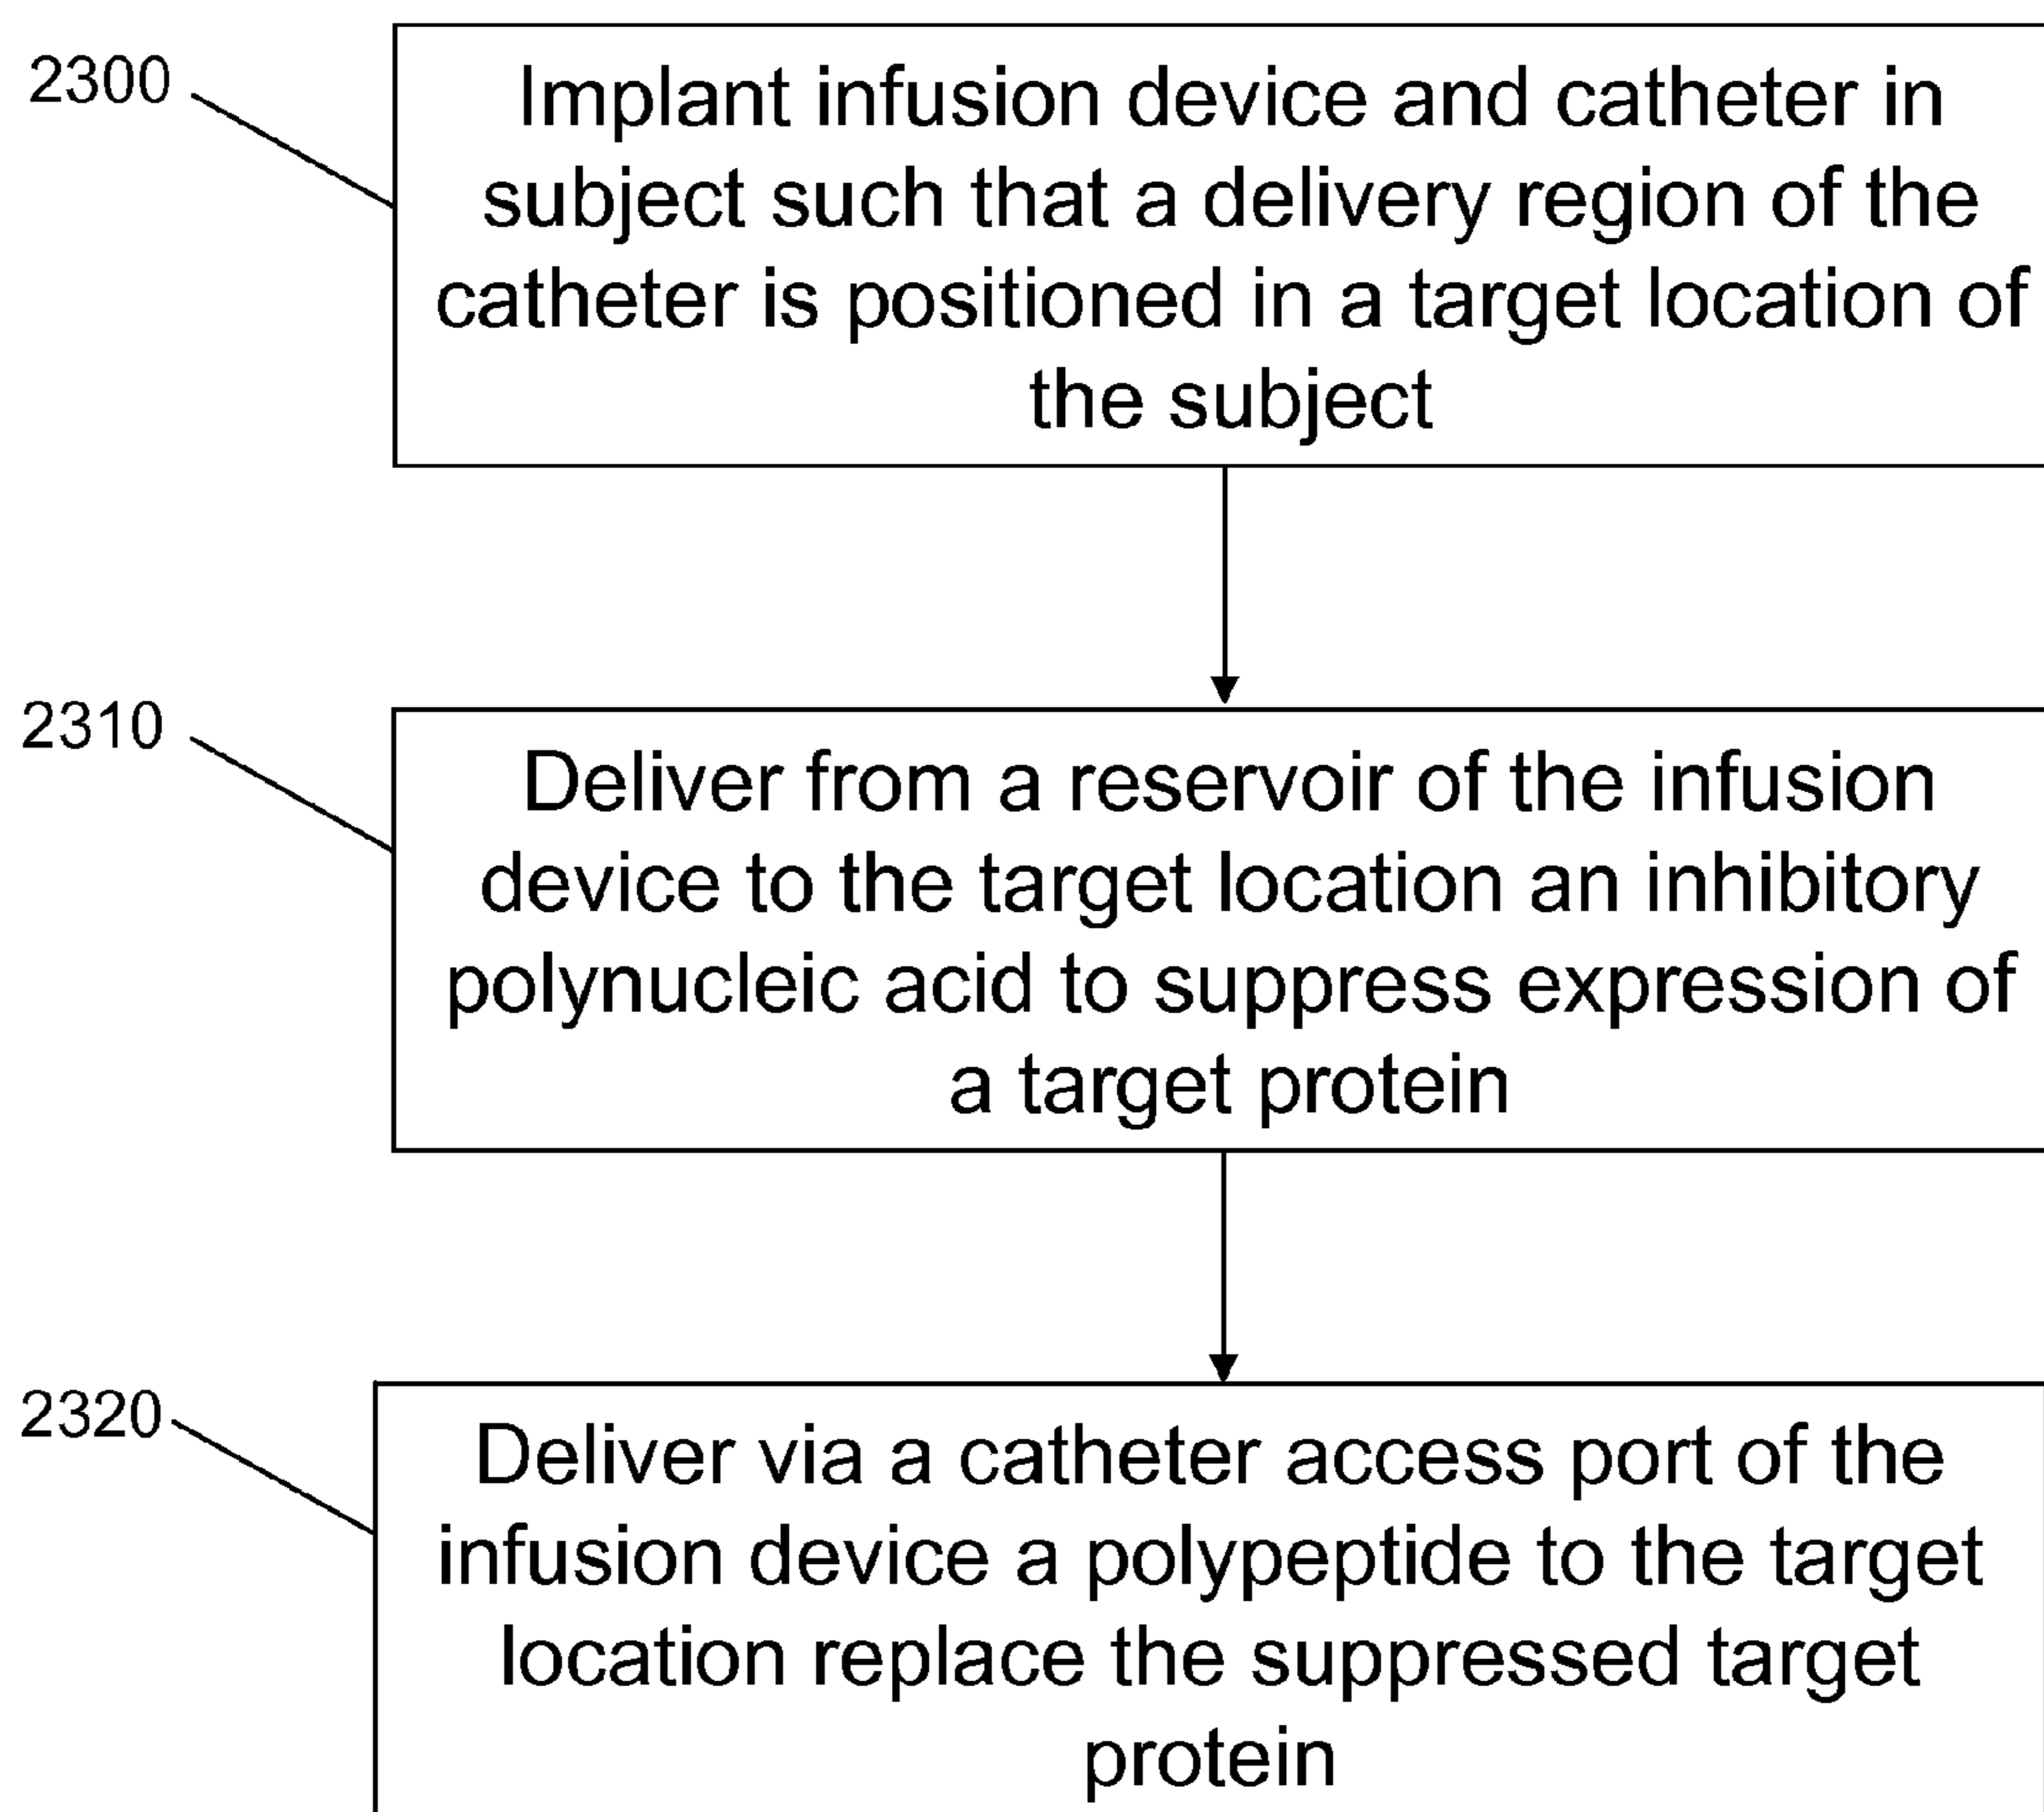 2300
Implant infusion device and catheter in
subject such that a delivery region of the
catheter is positioned in a target location of
the subject
2310
Deliver from a reservoir of the infusion
device to the target location an inhibitory
polynucleic acid to suppress expression of
a target protein
2320
Deliver via a catheter access port of the
infusion device a polypeptide to the target
location replace the suppressed target
protein